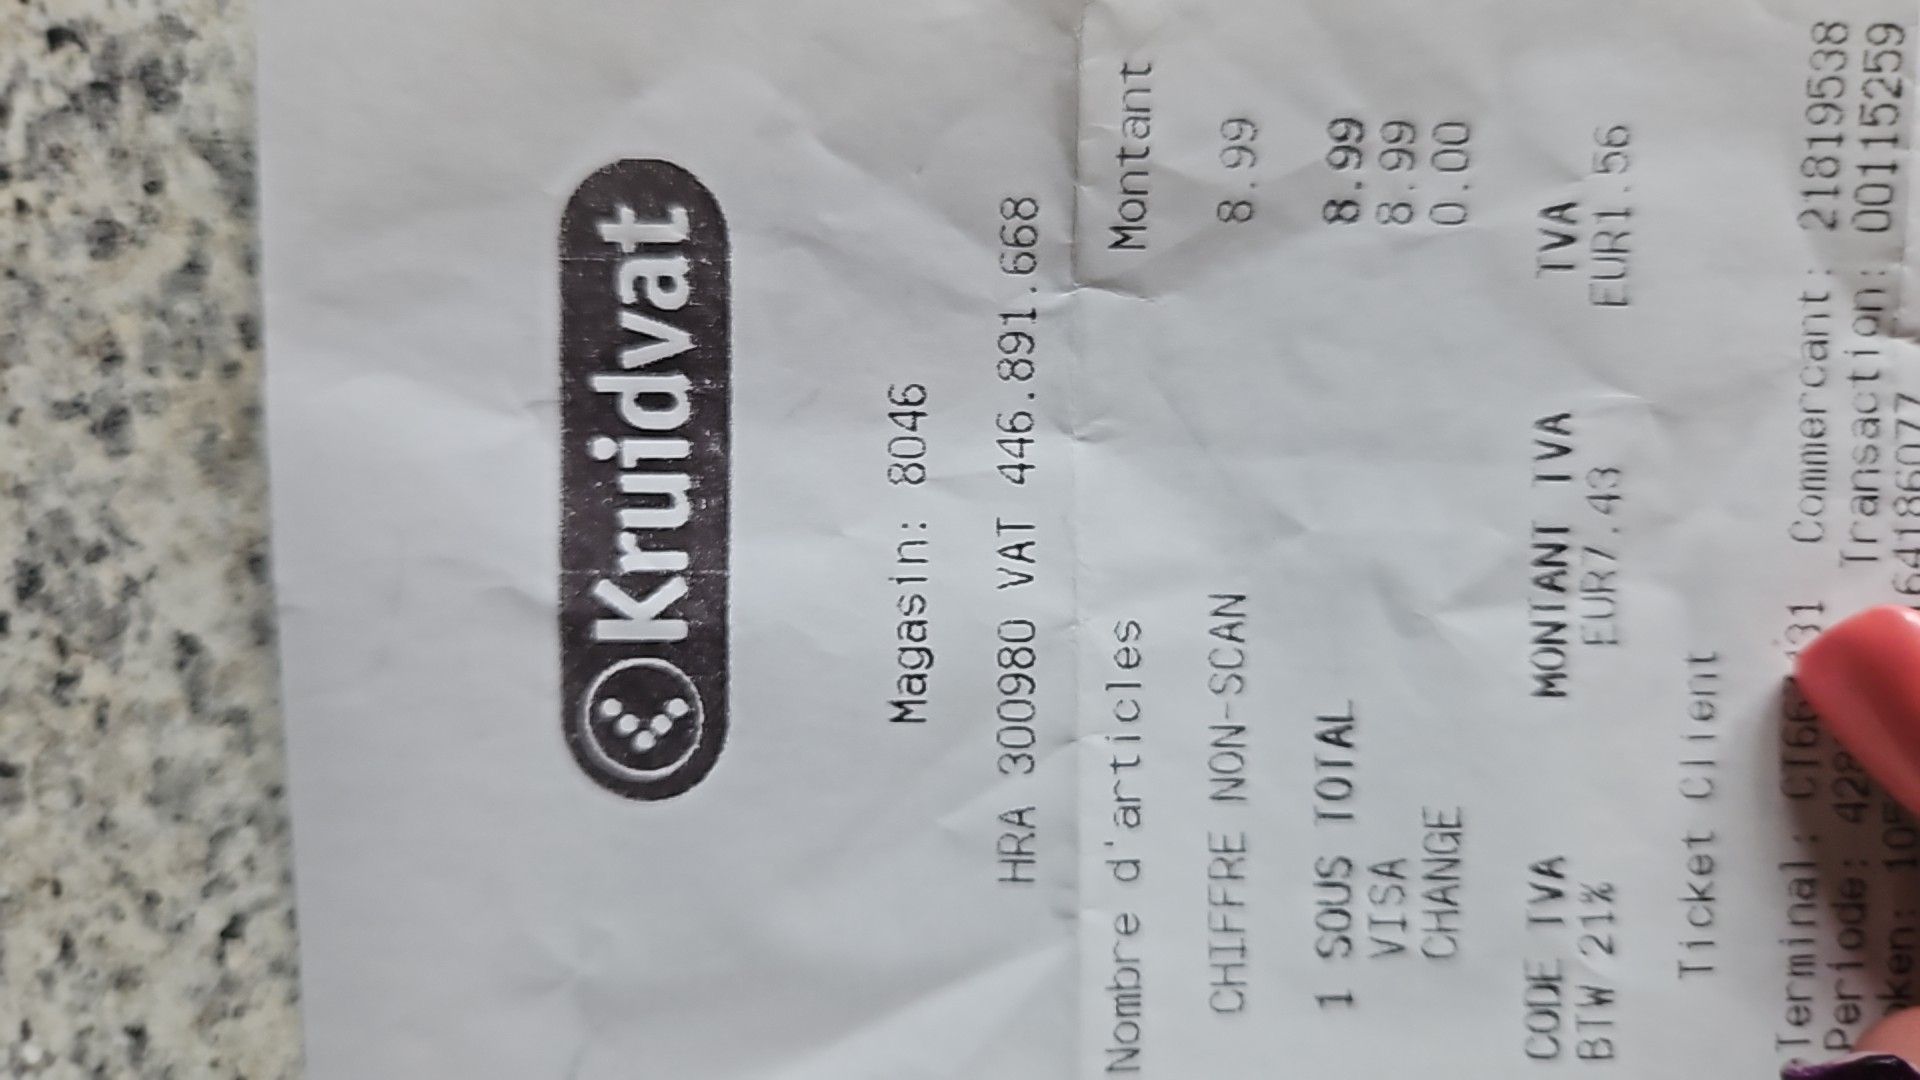 Kruidvat
Magasin: 8046
HRA 300980 VAT 446.891.668
Nombre d'articles Montant
CHIFFRE NON-SCAN 8.99
1 SOUS TOTAL 8.99
VISA 8.99
CHANGE 0.00
CODE TVA MONTANT TVA TVA
BTW 21% EUR7.43 EUR1.56
Ticket Client
Terminal: Commercant: 21819538
Periode: Transaction: 00115259